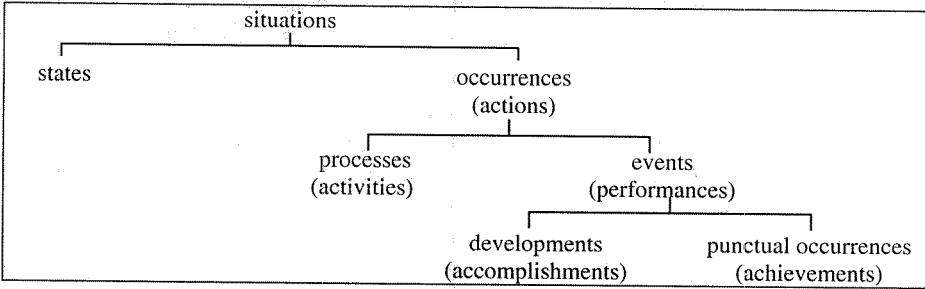 situations
states
occurrences
(actions)
processes
(activities)
events
(performances)
developments
(accomplishments)
punctual occurrences
(achievements)